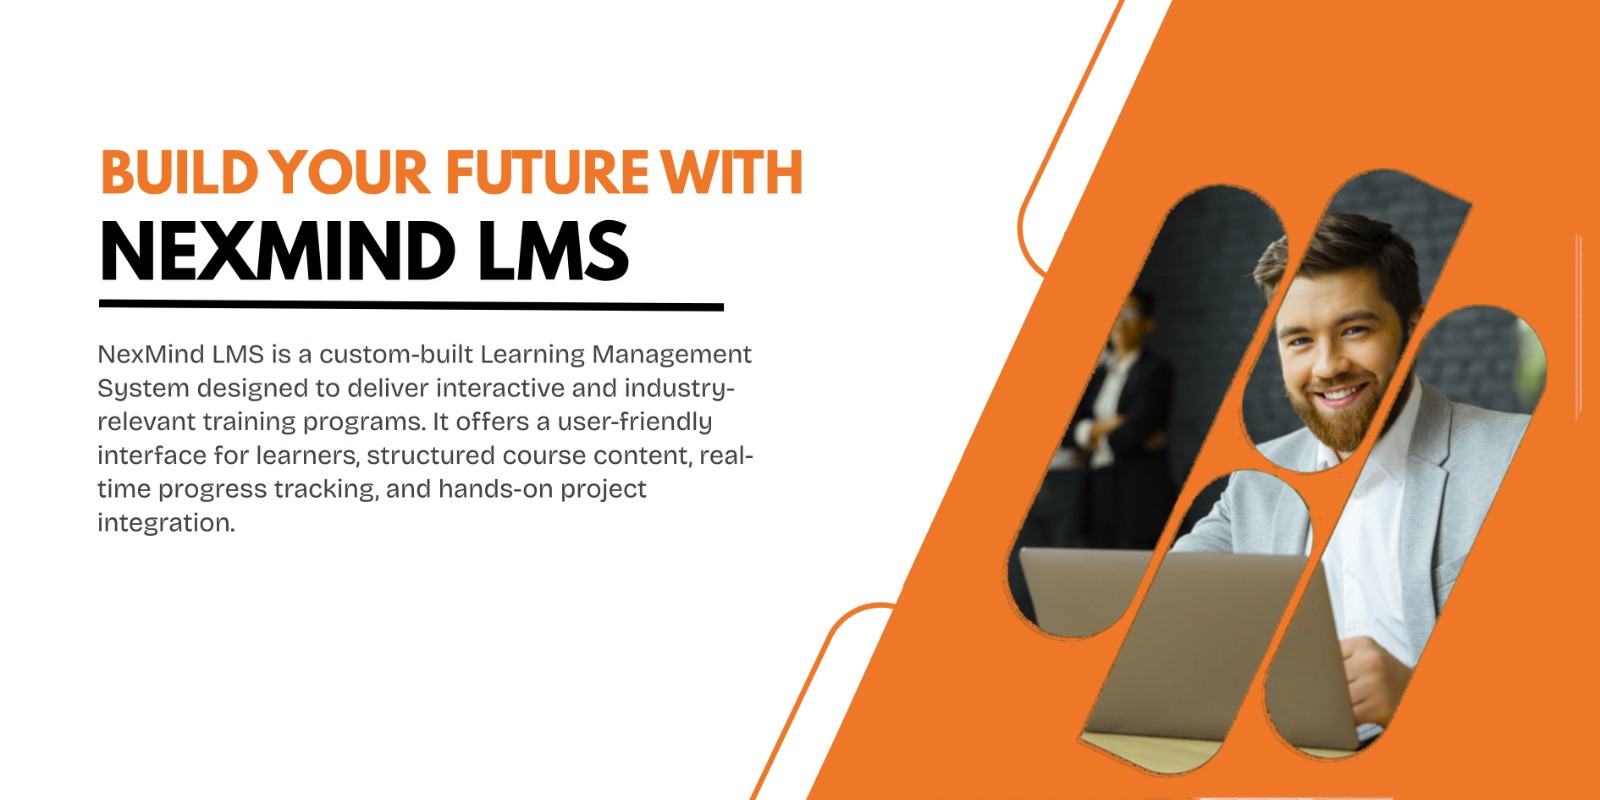 BUILD YOUR FUTURE WITH
NEXMIND LMS
NexMind LMS is a custom-built Learning Management
System designed to deliver interactive and industry-
relevant training programs. It offers a user-friendly
interface for learners, structured course content, real-
time progress tracking, and hands-on project
integration.